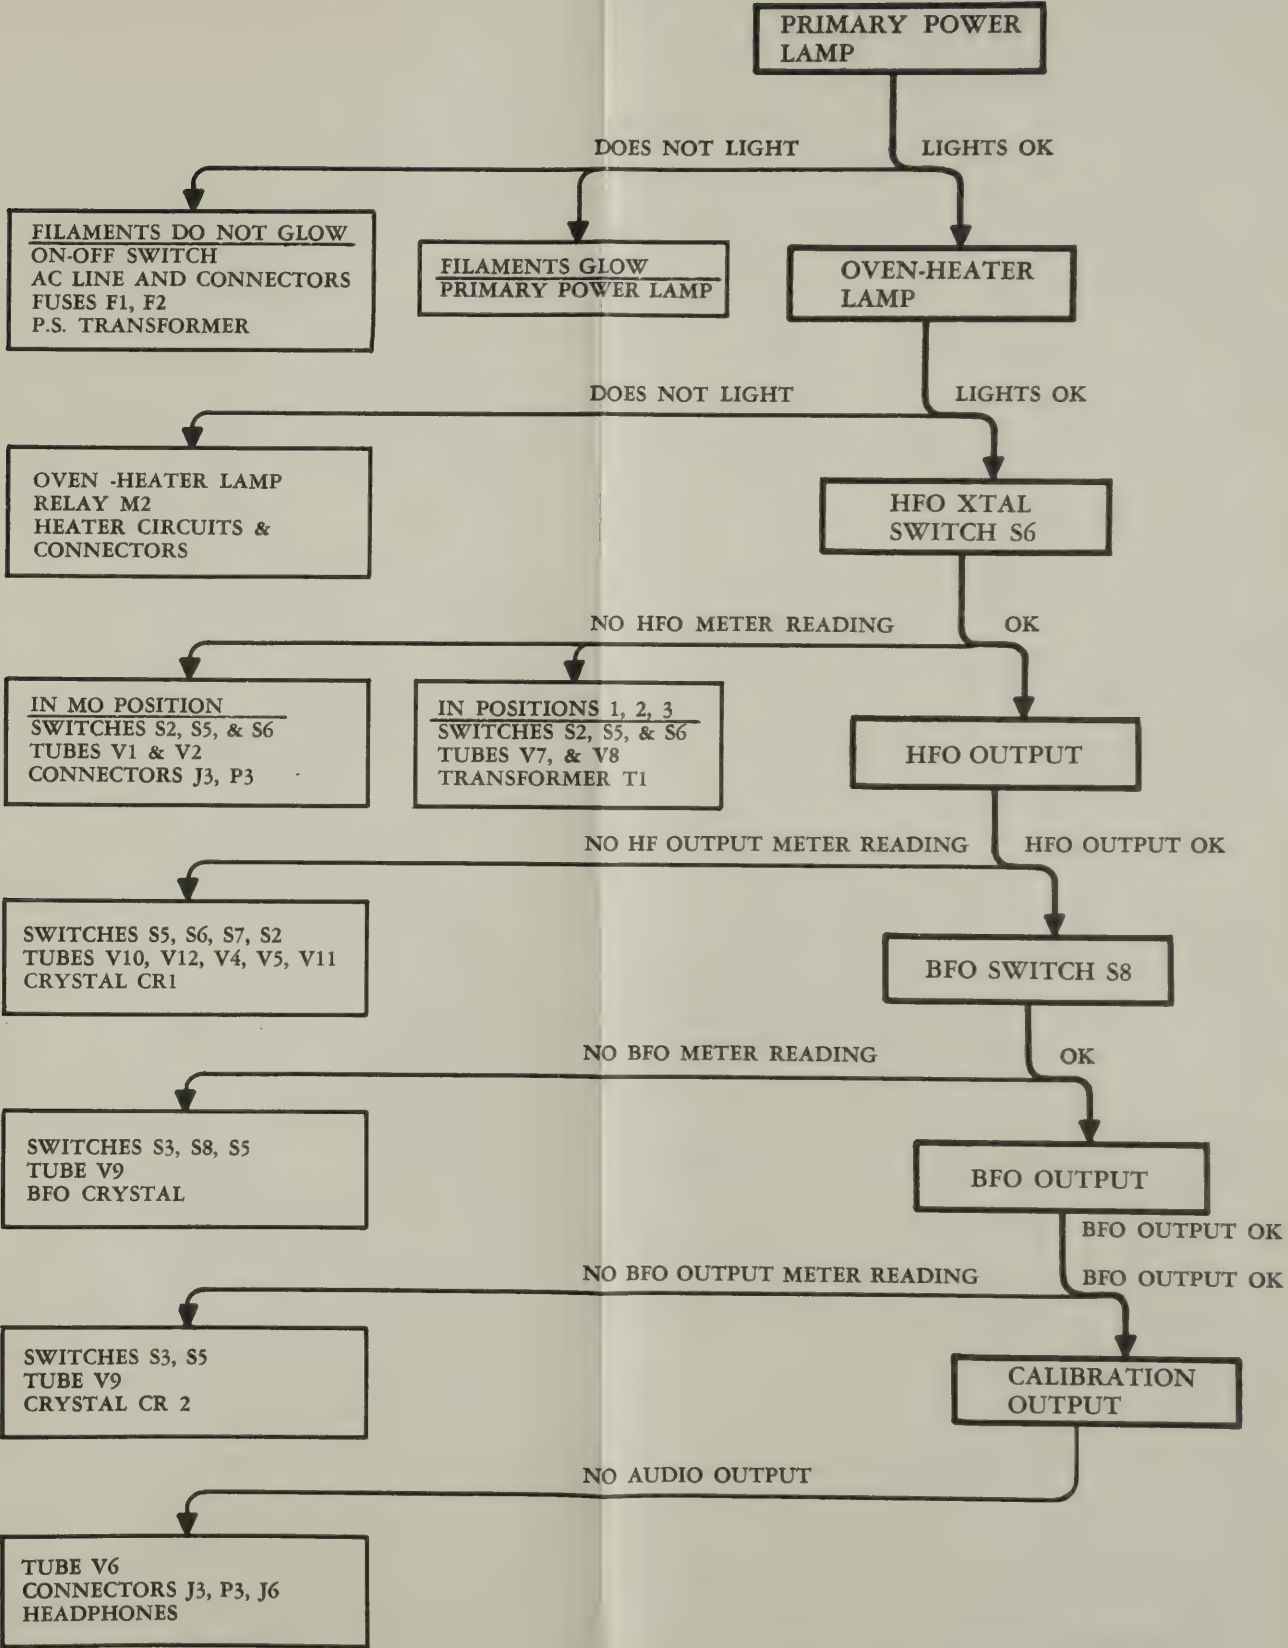 PRIMARY POWER
LAMP
DOES NOT LIGHT
LIGHTS OK
FILAMENTS DO NOT GLOW
ON-OFF SWITCH
AC LINE AND CONNECTORS
FUSES F1, F2
P.S. TRANSFORMER
FILAMENTS GLOW
PRIMARY POWER LAMP
OVEN-HEATER
LAMP
DOES NOT LIGHT
LIGHTS OK
OVEN -HEATER LAMP
RELAY M2
HEATER CIRCUITS &
CONNECTORS
HFO XTAL
SWITCH S6
NO HFO METER READING
OK
IN MO POSITION
SWITCHES S2, S5, & S6
TUBES V1 & V2
CONNECTORS J3, P3
IN POSITIONS 1, 2, 3
SWITCHES S2, S5, & S6
TUBES V7, & V8
TRANSFORMER T1
HFO OUTPUT
NO HF OUTPUT METER READING
HFO OUTPUT OK
SWITCHES S5, S6, S7, S2
TUBES V10, V12, V4, V5, V11
CRYSTAL CR1
BFO SWITCH S8
NO BFO METER READING
OK
SWITCHES S3, S8, S5
TUBE V9
BFO CRYSTAL
BFO OUTPUT
BFO OUTPUT OK
NO BFO OUTPUT METER READING
BFO OUTPUT OK
SWITCHES S3, S5
TUBE V9
CRYSTAL CR 2
CALIBRATION
OUTPUT
NO AUDIO OUTPUT
TUBE V6
CONNECTORS J3, P3, J6
HEADPHONES